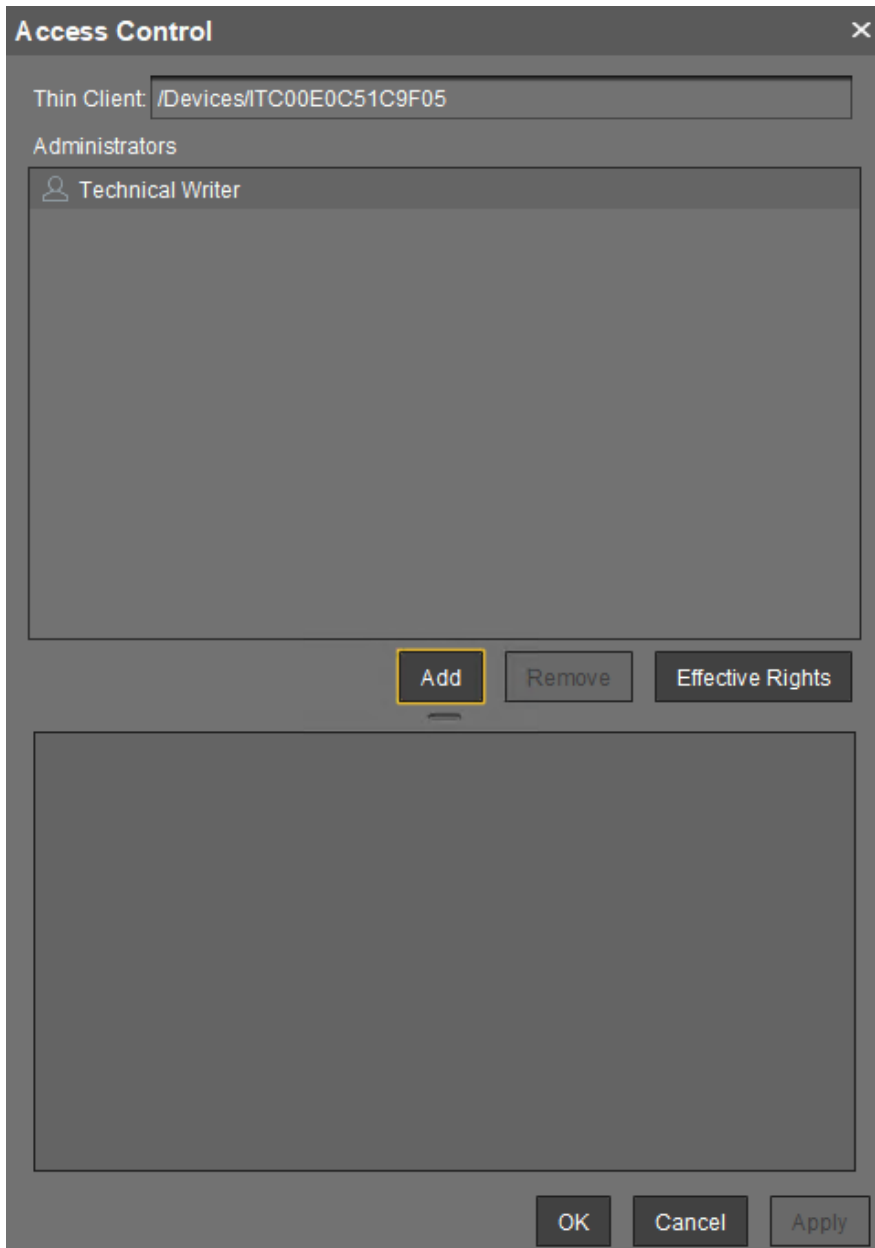 Access Control
Thin Client: /Devices/ITC00E0C51C9F05
Administrators
Technical Writer
Add Remove Effective Rights
OK Cancel Apply